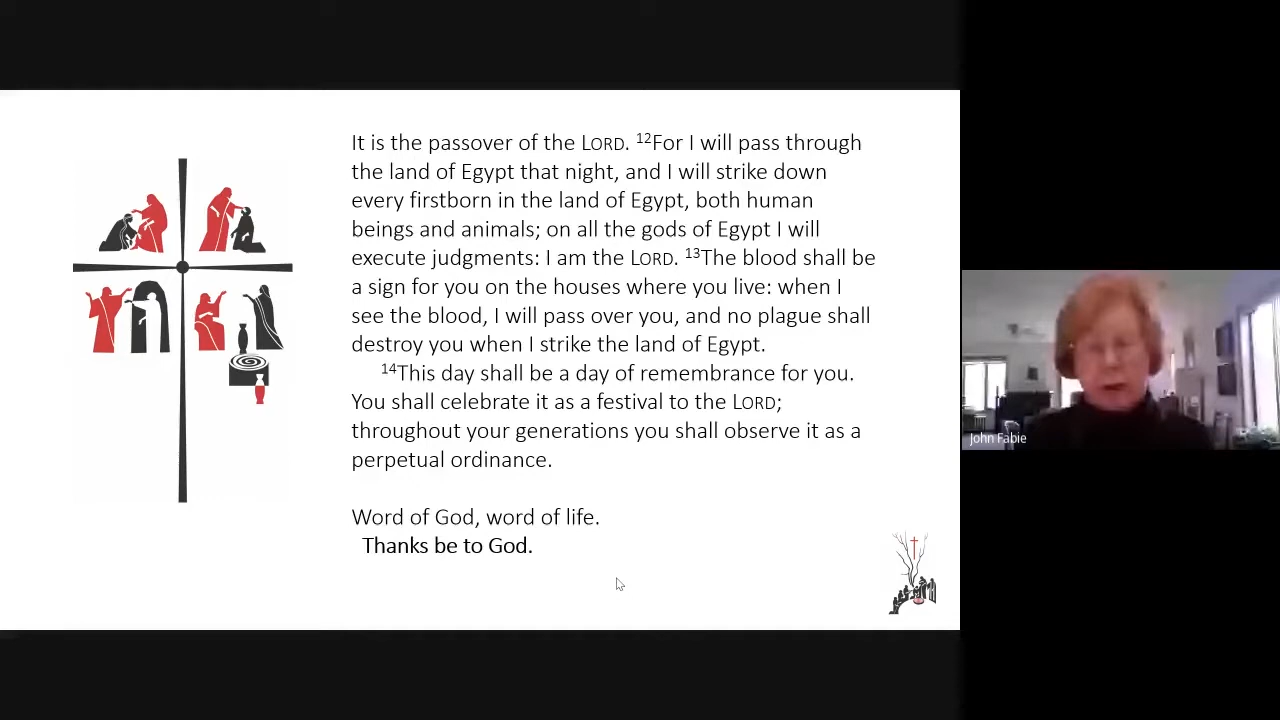 It is the passover of the LORD. ¹²For I will pass through
the land of Egypt that night, and I will strike down
every firstborn in the land of Egypt, both human
beings and animals; on all the gods of Egypt I will
execute judgments: I am the LORD. ¹³The blood shall be
a sign for you on the houses where you live: when I
see the blood, I will pass over you, and no plague shall
destroy you when I strike the land of Egypt.
¹⁴This day shall be a day of remembrance for you.
You shall celebrate it as a festival to the LORD;
throughout your generations you shall observe it as a
perpetual ordinance.
Word of God, word of life.
Thanks be to God.
John Fabie